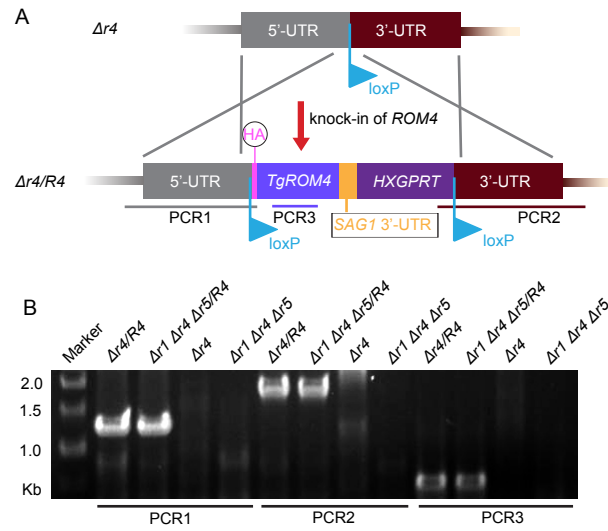 A
Δr4
5'-UTR
3'-UTR
loxP
knock-in of ROM4
HA
Δr4/R4
5'-UTR
TgROM4
HXGPRT
3'-UTR
PCR1
PCR3
PCR2
loxP
SAG1 3'-UTR
loxP
B
Marker
Δr4/R4
Δr1 Δr4 Δr5/R4
Δr4
Δr1 Δr4 Δr5
Δr4/R4
Δr1 Δr4 Δr5/R4
Δr4
Δr1 Δr4 Δr5
Δr4/R4
Δr1 Δr4 Δr5/R4
Δr4
Δr1 Δr4 Δr5
2.0
1.5
1.0
Kb
PCR1
PCR2
PCR3